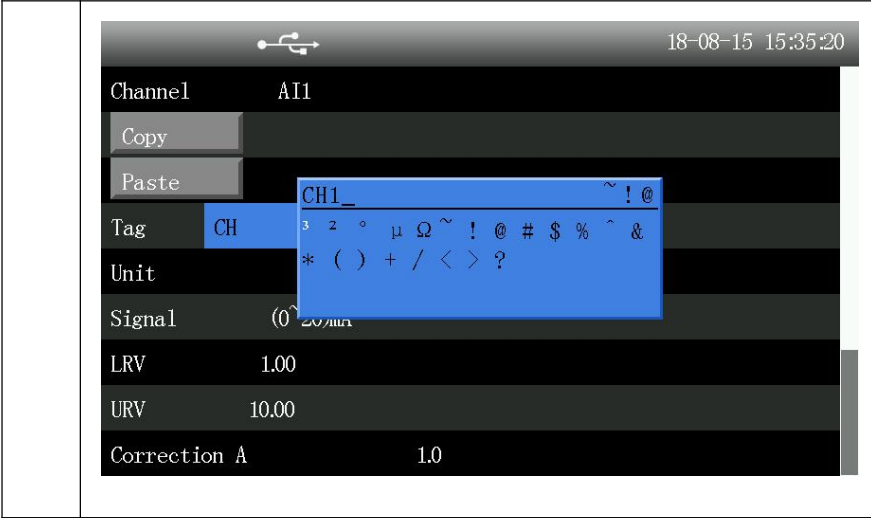 18-08-15 15:35:20
Channel AI1
Copy
Paste
CH1_ ~!@
Tag CH
³ ² ° µ Ω ~ ! @ # $ % ^ &
* ( ) + / < > ?
Unit
Signal (0~20)mA
LRV 1.00
URV 10.00
Correction A 1.0